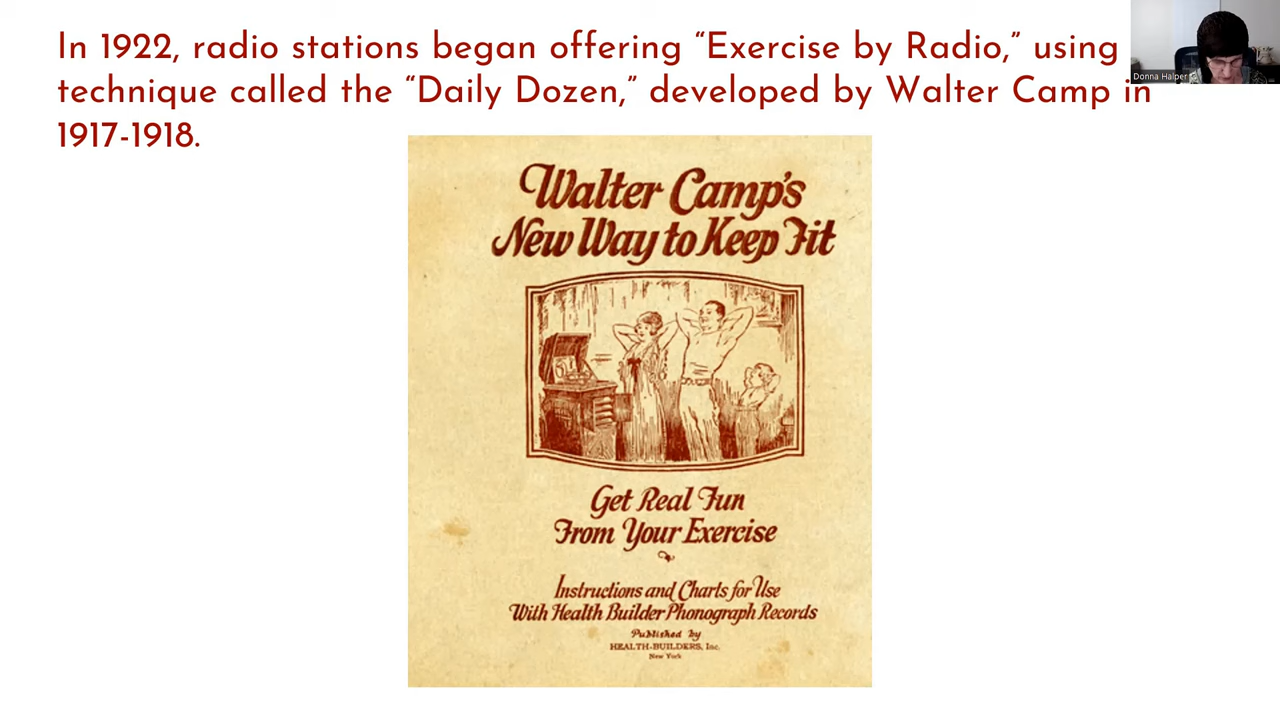 In 1922, radio stations began offering “Exercise by Radio,” using
technique called the “Daily Dozen,” developed by Walter Camp in
1917-1918.
Donna Halper
Walter Camp's
New Way to Keep Fit
Get Real Fun
From Your Exercise
Instructions and Charts for Use
With Health Builder Phonograph Records
Published by
HEALTH-BUILDERS, Inc.
New York